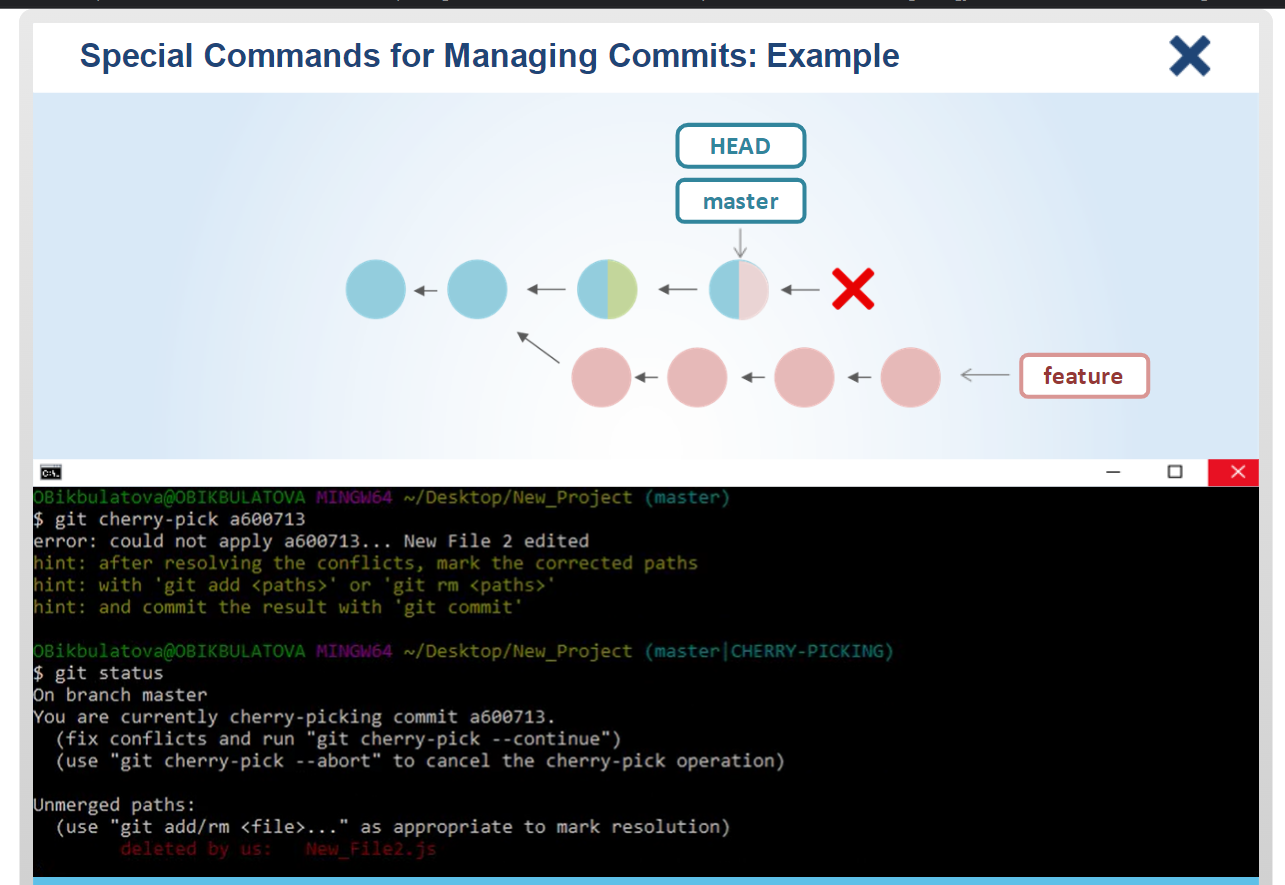 Special Commands for Managing Commits: Example
HEAD
master
feature
OBikbulatova@OBIKBULATOVA MINGW64 ~/Desktop/New_Project (master)
$ git cherry-pick a600713
error: could not apply a600713... New File 2 edited
hint: after resolving the conflicts, mark the corrected paths
hint: with 'git add <paths>' or 'git rm <paths>'
hint: and commit the result with 'git commit'
OBikbulatova@OBIKBULATOVA MINGW64 ~/Desktop/New_Project (master|CHERRY-PICKING)
$ git status
On branch master
You are currently cherry-picking commit a600713.
(fix conflicts and run "git cherry-pick --continue")
(use "git cherry-pick --abort" to cancel the cherry-pick operation)
Unmerged paths:
(use "git add/rm <file>..." as appropriate to mark resolution)
deleted by us: New_File2.js